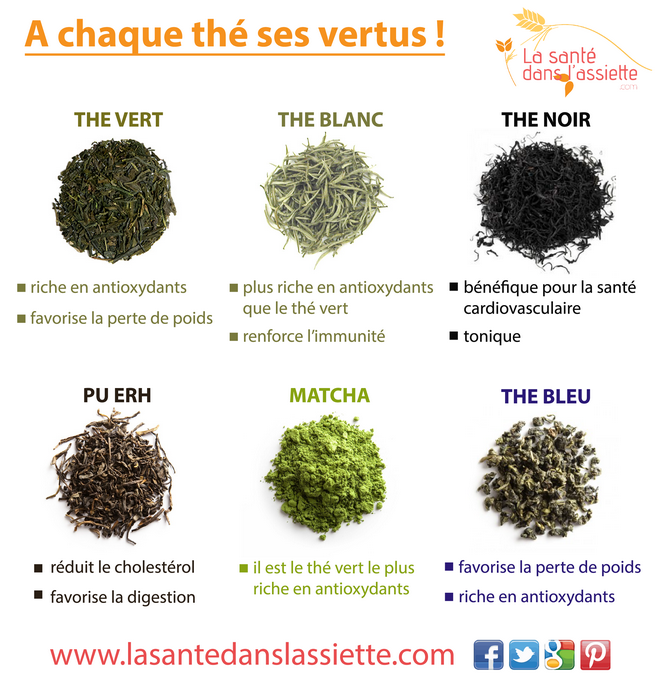 A chaque thé ses vertus !
La santé
dans l'assiette
.com
THE VERT
THE BLANC
THE NOIR
riche en antioxydants
favorise la perte de poids
plus riche en antioxydants
que le thé vert
renforce l'immunité
bénéfique pour la santé
cardiovasculaire
tonique
PU ERH
MATCHA
THE BLEU
réduit le cholestérol
favorise la digestion
il est le thé vert le plus
riche en antioxydants
favorise la perte de poids
riche en antioxydants
www.lasantedanslassiette.com